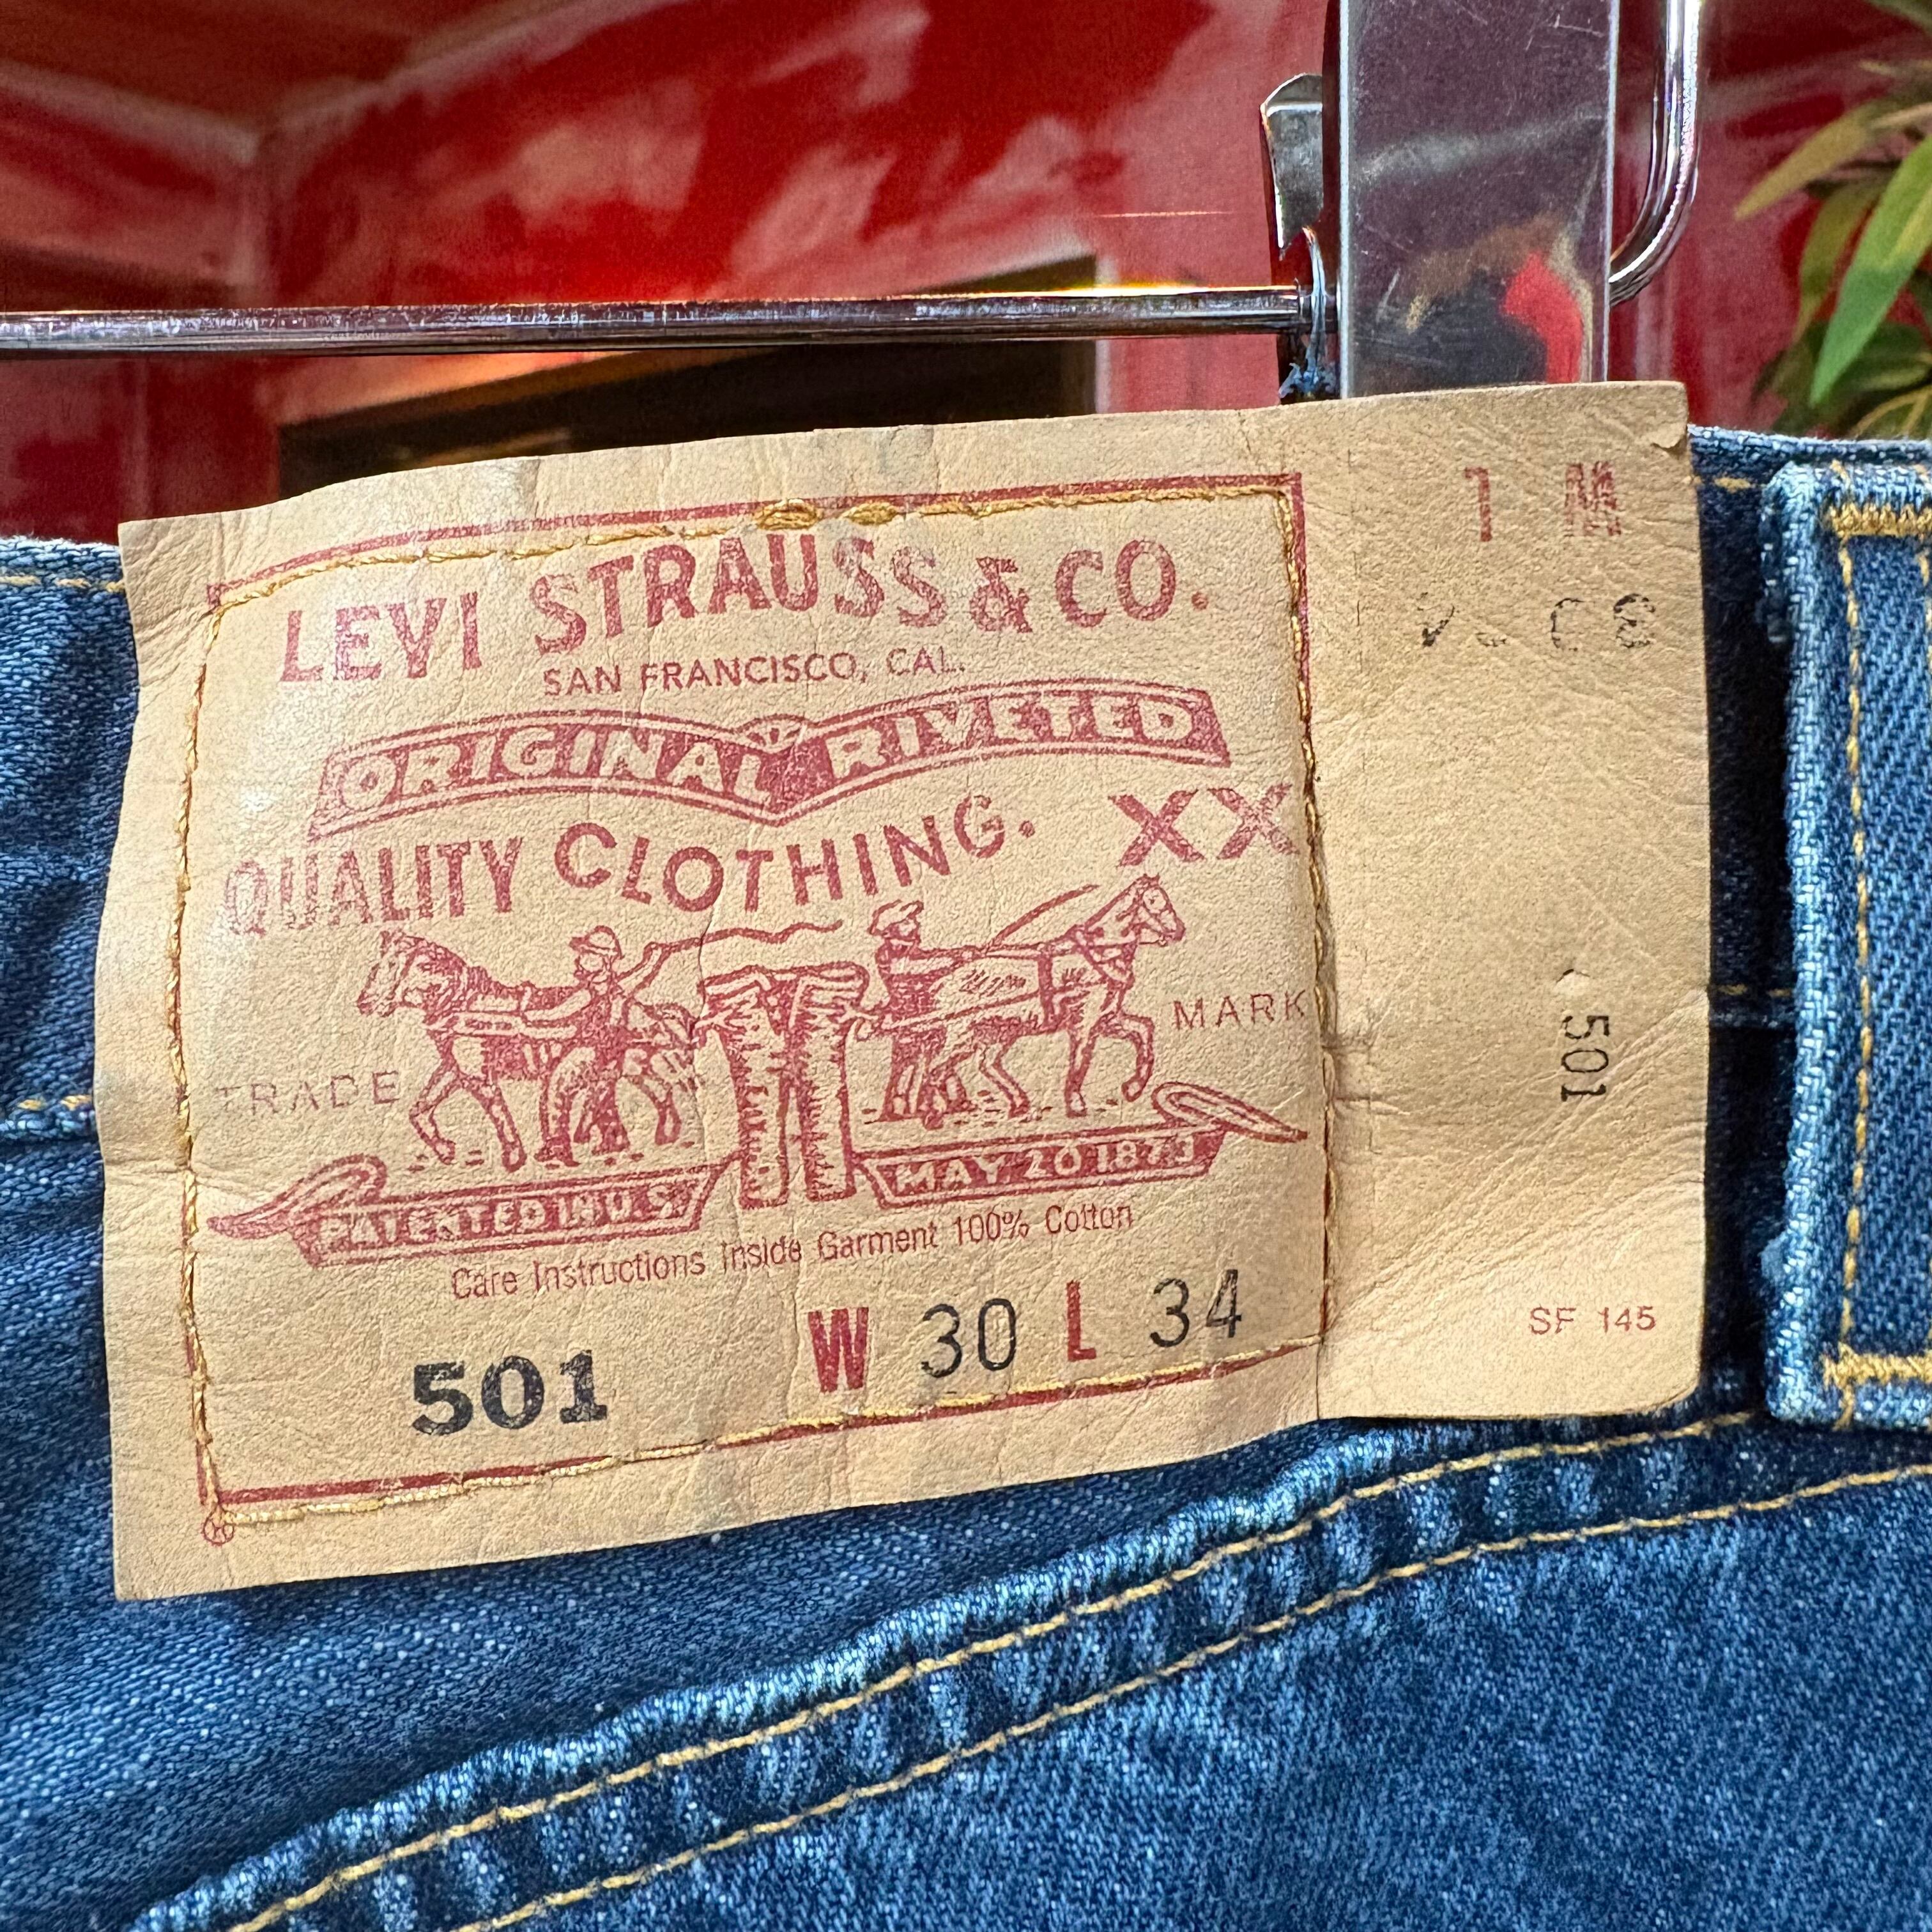 LEVI STRAUSS & CO.
SAN FRANCISCO, CAL.
ORIGINAL RIVETED
QUALITY CLOTHING. XX
TRADE MARK
PATENTED IN U.S. MAY 20 1873
Care Instructions Inside Garment 100% Cotton
501 W 30 L 34
1 M
501
SF 145